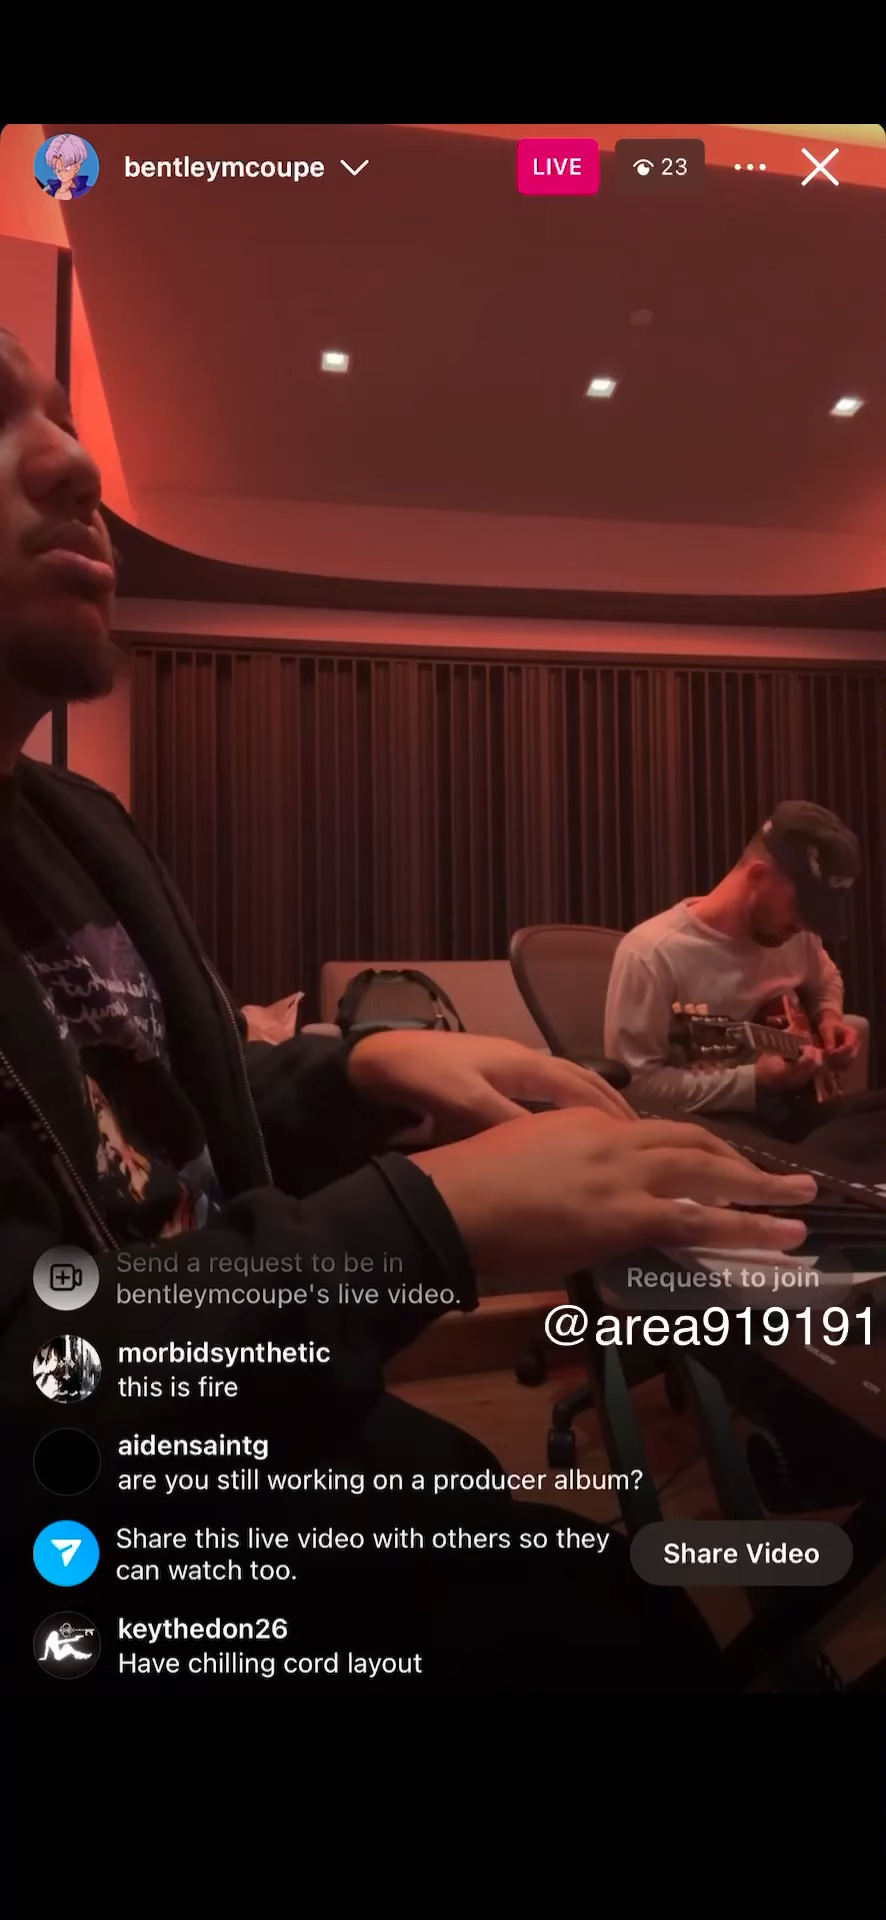 bentleymcoupe
LIVE
23
Send a request to be in
bentleymcoupe's live video.
Request to join
@area919191
morbidsynthetic
this is fire
aidensaintg
are you still working on a producer album?
Share this live video with others so they
can watch too.
Share Video
keythedon26
Have chilling cord layout